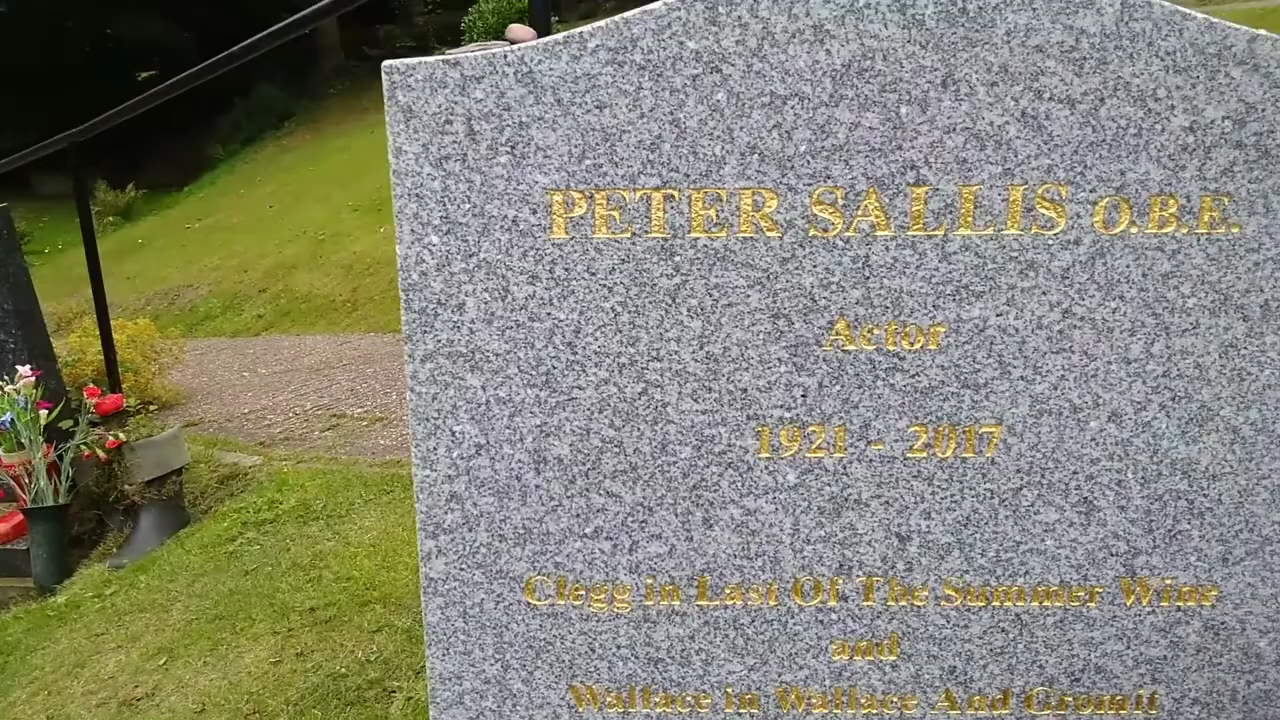 PETER SALLIS O.B.E.
Actor
1921 - 2017
Clegg in Last Of The Summer Wine
and
Wallace in Wallace And Gromit